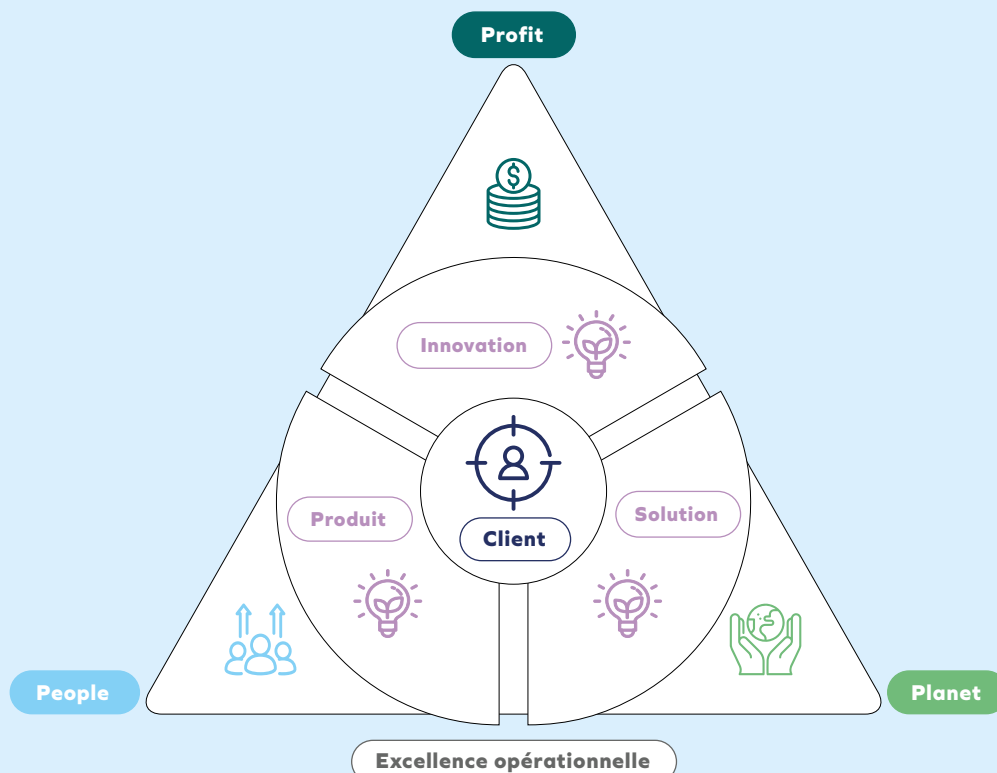 Profit
Innovation
Client
Produit
Solution
People
Planet
Excellence opérationnelle